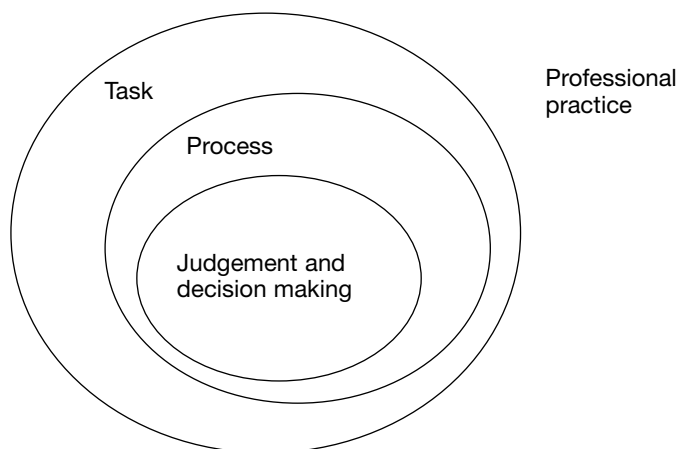 Task
Professional
practice
Process
Judgement and
decision making